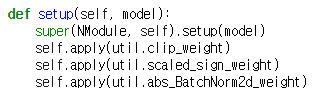 def setup(self, model):
    super(NModule, self).setup(model)
    self.apply(util.clip_weight)
    self.apply(util.scaled_sign_weight)
    self.apply(util.abs_BatchNorm2d_weight)